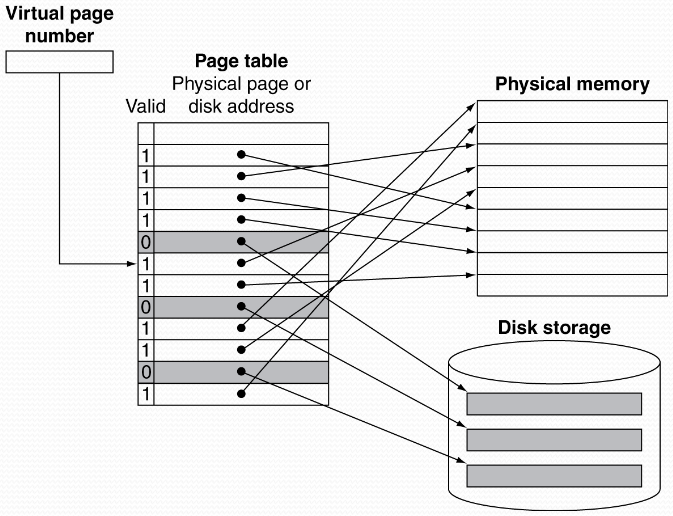 Virtual page
number
Page table
Physical page or
Valid disk address
Physical memory
1
1
1
1
0
1
1
0
1
1
0
1
Disk storage